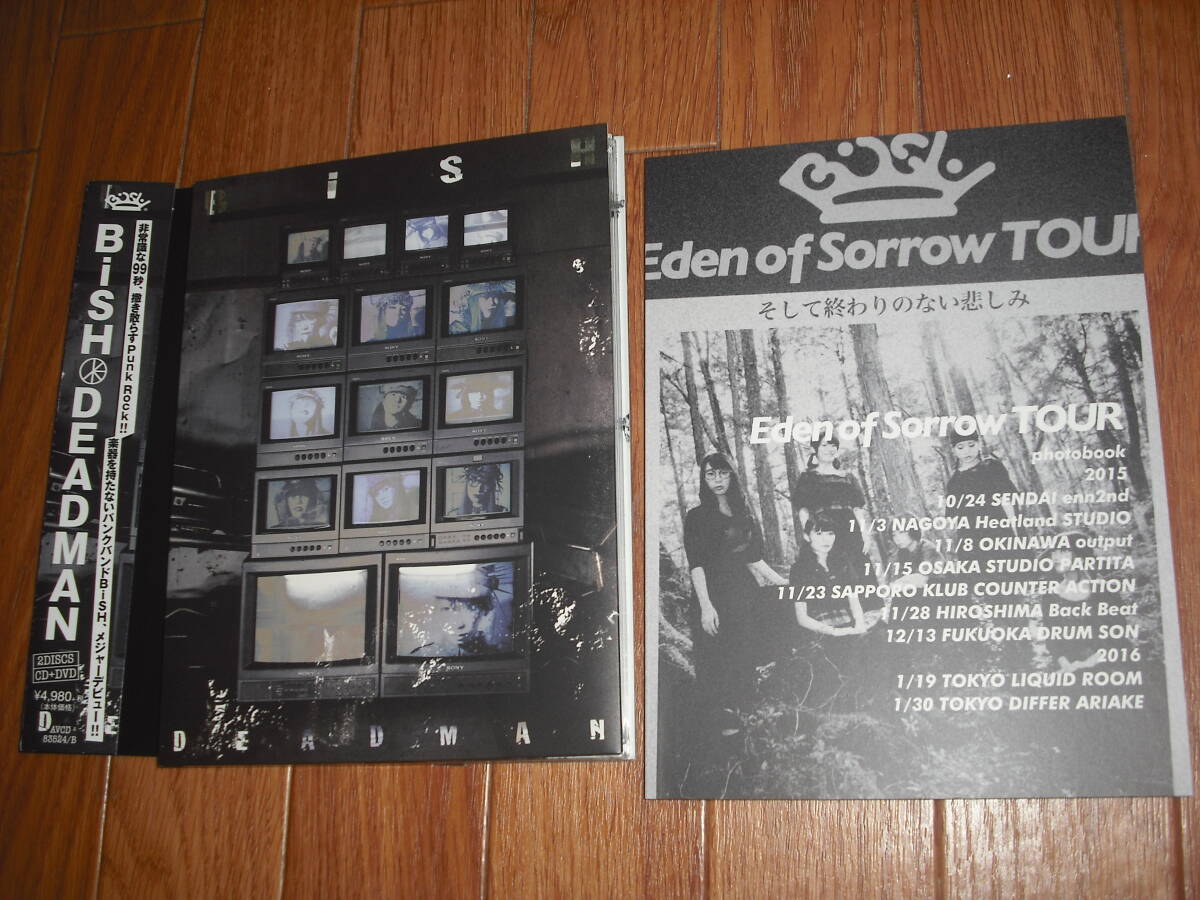 BiSH
BiSH DEADMAN
非常識な99秒、撒き散らすPunk Rock!!
楽器を持たないパンクバンドBiSH、メジャーデビュー!!
2DISCS
CD+DVD
¥4,980+税
(本体価格)
AVCD-
83524/B
BiSH
SONY
SONY
DEADMAN
BiSH
Eden of Sorrow TOUR
そして終わりのない悲しみ
Eden of Sorrow TOUR
photobook
2015
10/24 SENDAI enn2nd
11/3 NAGOYA Heartland STUDIO
11/8 OKINAWA output
11/15 OSAKA STUDIO PARTITA
11/23 SAPPORO KLUB COUNTER ACTION
11/28 HIROSHIMA Back Beat
12/13 FUKUOKA DRUM SON
2016
1/19 TOKYO LIQUID ROOM
1/30 TOKYO DIFFER ARIAKE